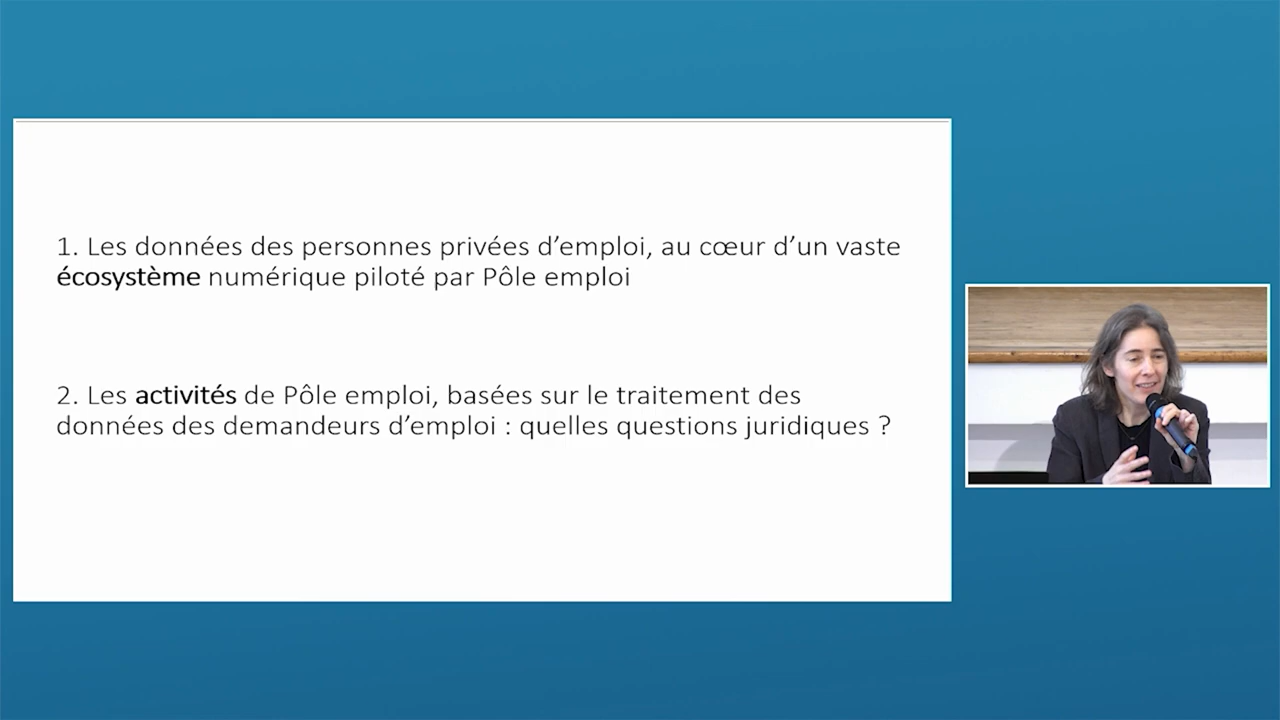 1. Les données des personnes privées d’emploi, au cœur d’un vaste
écosystème numérique piloté par Pôle emploi
2. Les activités de Pôle emploi, basées sur le traitement des
données des demandeurs d’emploi : quelles questions juridiques ?